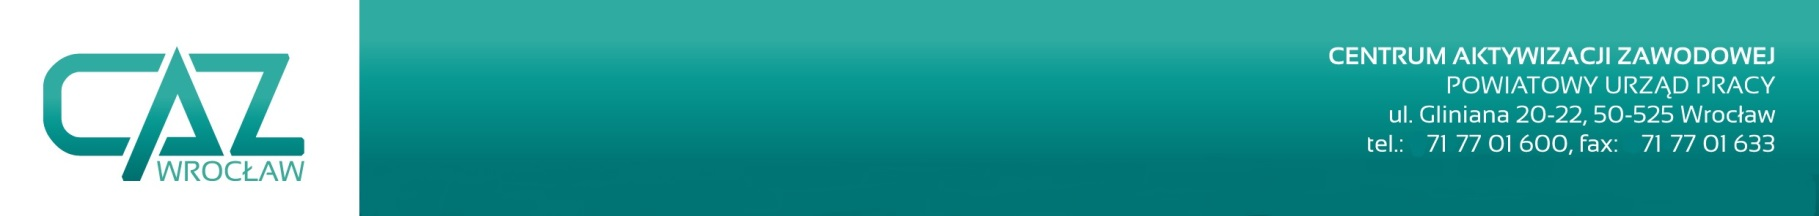 CAZ
WROCŁAW
CENTRUM AKTYWIZACJI ZAWODOWEJ
POWIATOWY URZĄD PRACY
ul. Gliniana 20-22, 50-525 Wrocław
tel.: 71 77 01 600, fax: 71 77 01 633